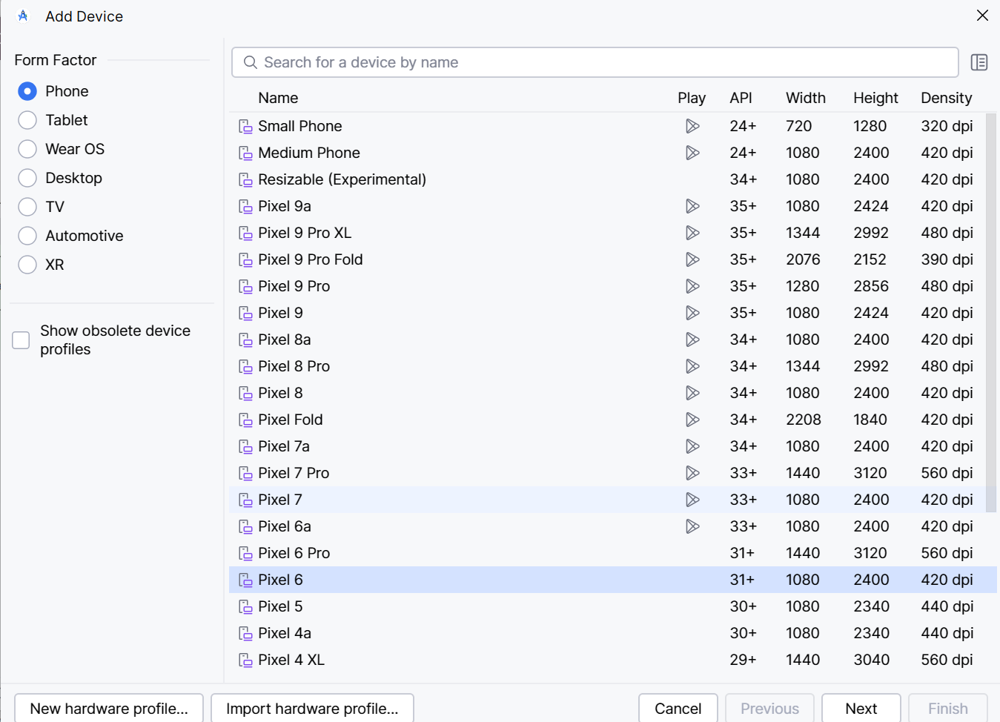 Add Device
Form Factor
Phone
Tablet
Wear OS
Desktop
TV
Automotive
XR
Show obsolete device
profiles
Search for a device by name
Name Play API Width Height Density
Small Phone 24+ 720 1280 320 dpi
Medium Phone 24+ 1080 2400 420 dpi
Resizable (Experimental) 34+ 1080 2400 420 dpi
Pixel 9a 35+ 1080 2424 420 dpi
Pixel 9 Pro XL 35+ 1344 2992 480 dpi
Pixel 9 Pro Fold 35+ 2076 2152 390 dpi
Pixel 9 Pro 35+ 1280 2856 480 dpi
Pixel 9 35+ 1080 2424 420 dpi
Pixel 8a 34+ 1080 2400 420 dpi
Pixel 8 Pro 34+ 1344 2992 480 dpi
Pixel 8 34+ 1080 2400 420 dpi
Pixel Fold 34+ 2208 1840 420 dpi
Pixel 7a 34+ 1080 2400 420 dpi
Pixel 7 Pro 33+ 1440 3120 560 dpi
Pixel 7 33+ 1080 2400 420 dpi
Pixel 6a 33+ 1080 2400 420 dpi
Pixel 6 Pro 31+ 1440 3120 560 dpi
Pixel 6 31+ 1080 2400 420 dpi
Pixel 5 30+ 1080 2340 440 dpi
Pixel 4a 30+ 1080 2340 440 dpi
Pixel 4 XL 29+ 1440 3040 560 dpi
New hardware profile... Import hardware profile... Cancel Previous Next Finish